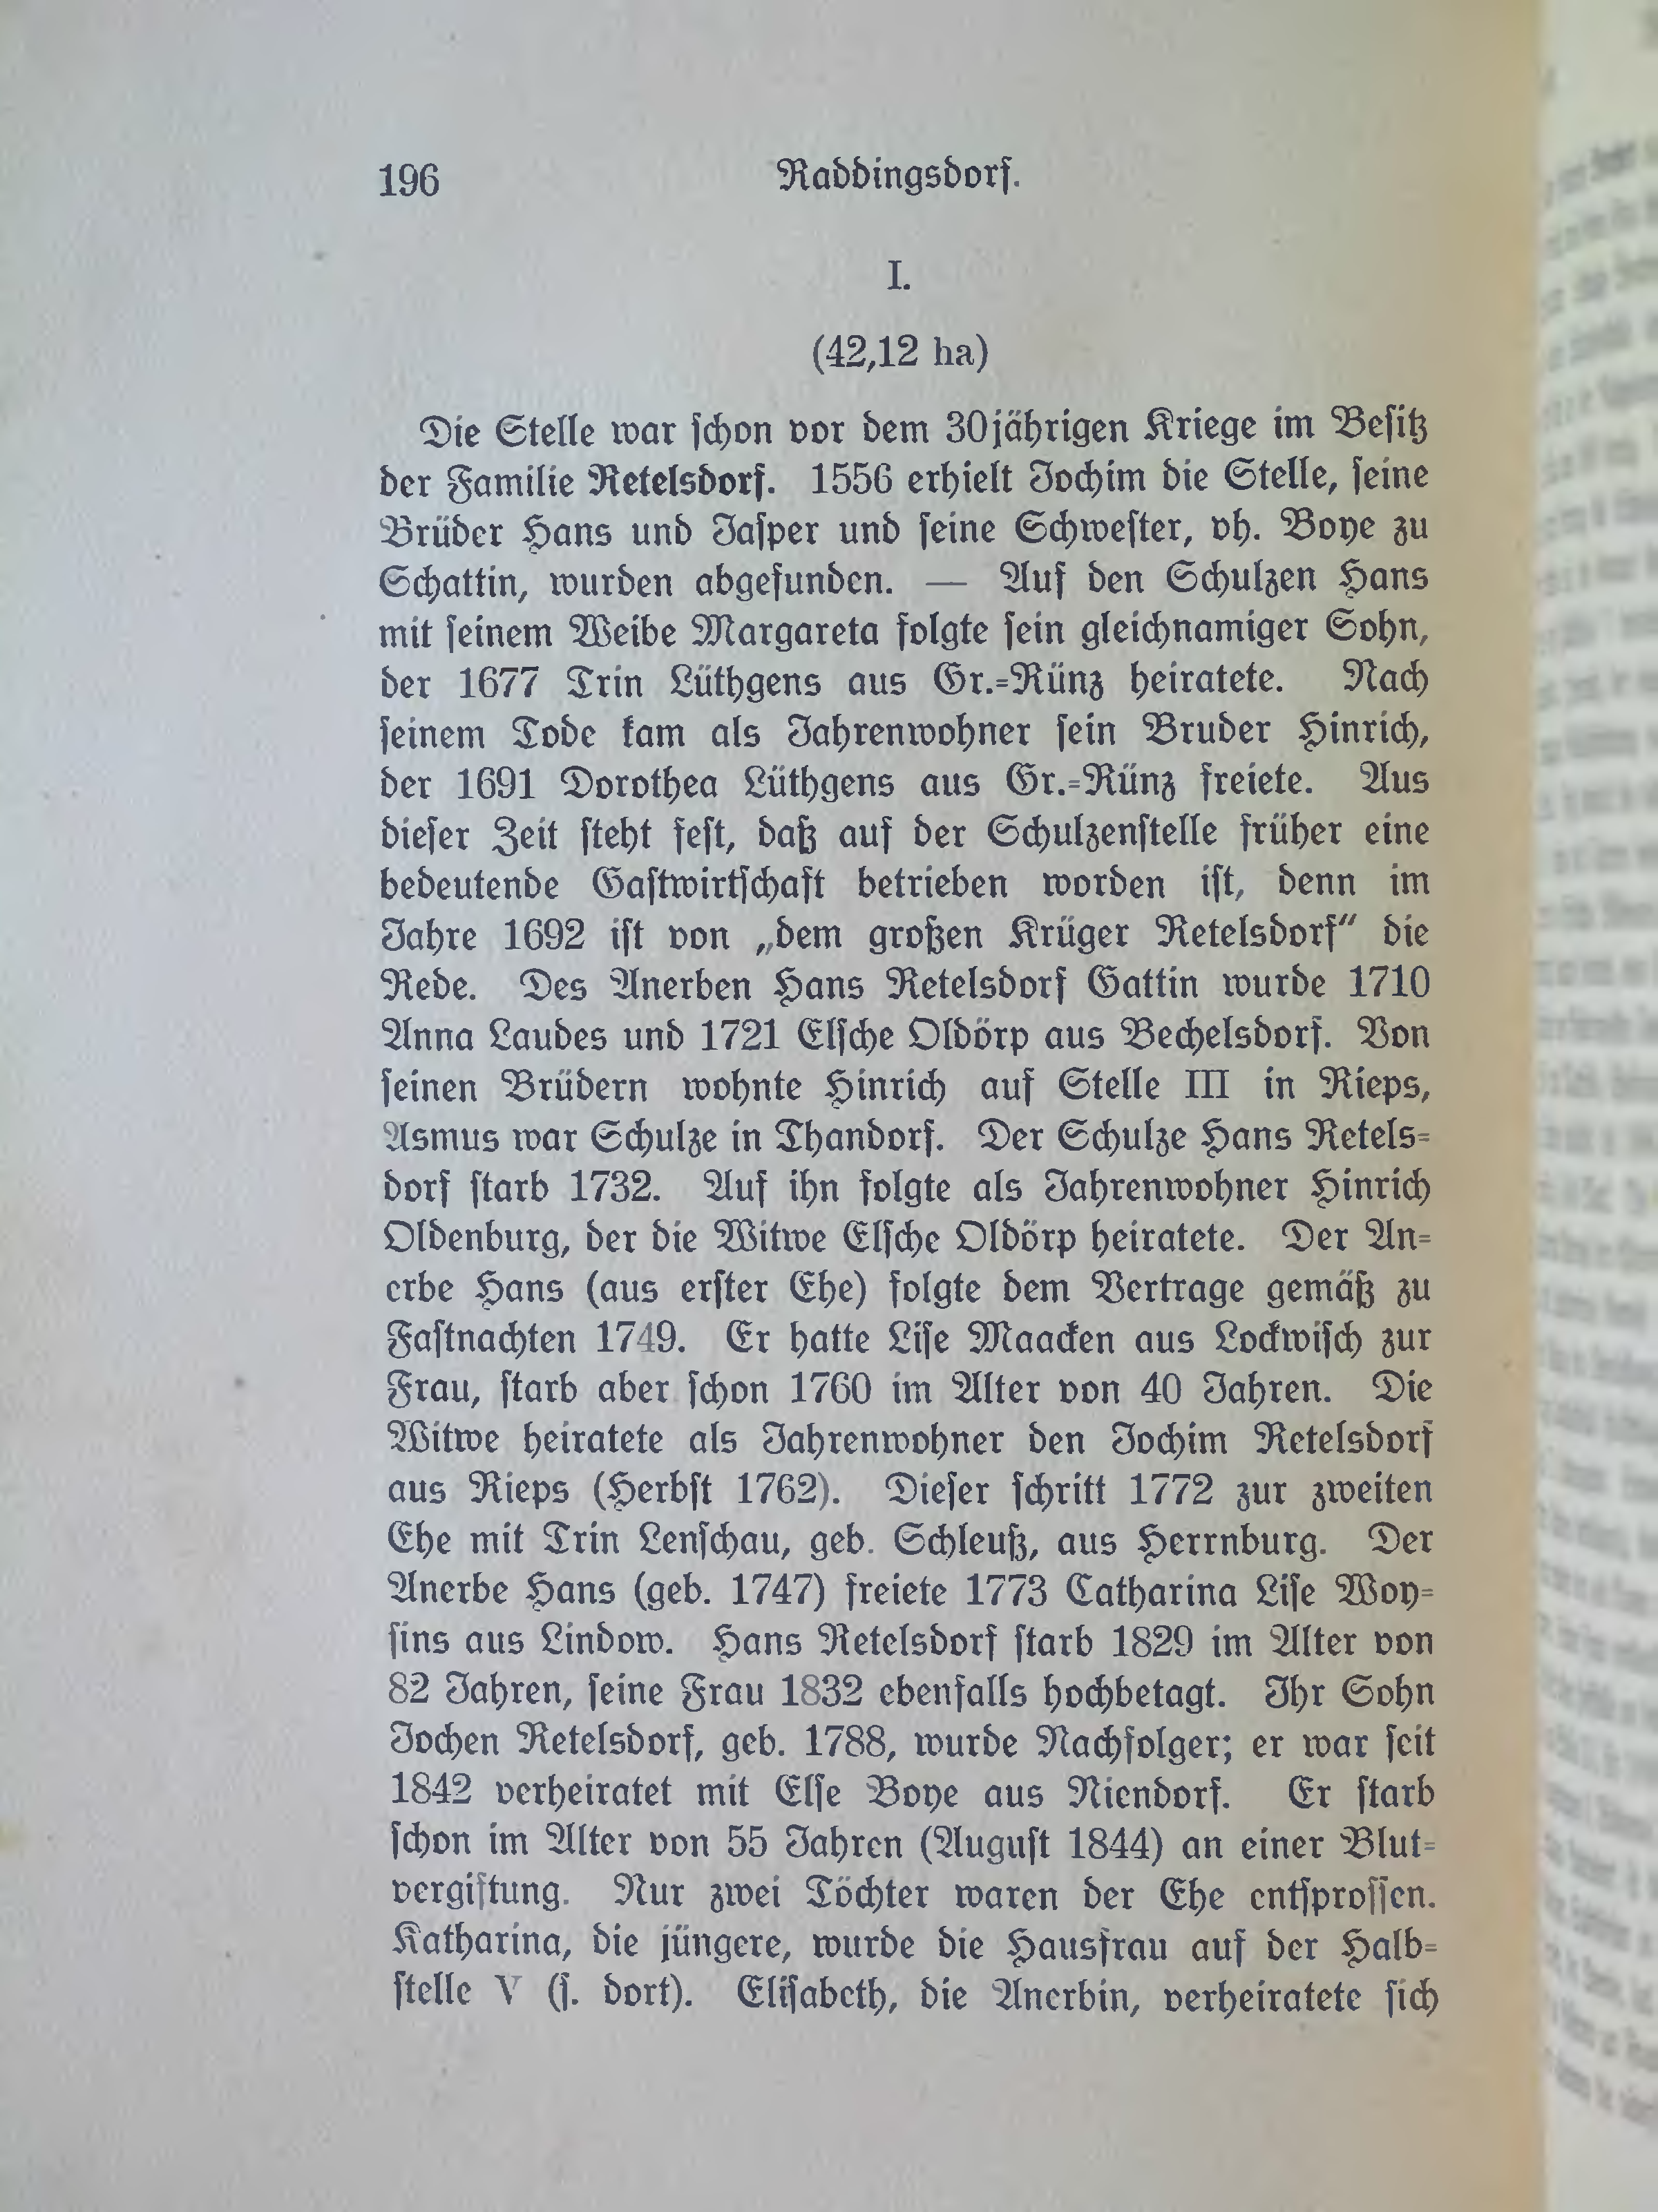 196 Raddingsdorf.
I.
(42,12 ha)
Die Stelle war ſchon vor dem 30jährigen Kriege im Beſitz
der Familie Retelsdorf. 1556 erhielt Jochim die Stelle, ſeine
Brüder Hans und Jaſper und ſeine Schweſter, vh. Boye zu
Schattin, wurden abgefunden. — Auf den Schulzen Hans
mit ſeinem Weibe Margareta folgte ſein gleichnamiger Sohn,
der 1677 Trin Lüthgens aus Gr.-Rünz heiratete. Nach
ſeinem Tode kam als Jahrenwohner ſein Bruder Hinrich,
der 1691 Dorothea Lüthgens aus Gr.-Rünz freiete. Aus
dieſer Zeit ſteht feſt, daß auf der Schulzenſtelle früher eine
bedeutende Gaſtwirtſchaft betrieben worden iſt, denn im
Jahre 1692 iſt von „dem großen Krüger Retelsdorf“ die
Rede. Des Anerben Hans Retelsdorf Gattin wurde 1710
Anna Laudes und 1721 Elſche Oldörp aus Bechelsdorf. Von
ſeinen Brüdern wohnte Hinrich auf Stelle III in Rieps,
Asmus war Schulze in Thandorf. Der Schulze Hans Retels-
dorf ſtarb 1732. Auf ihn folgte als Jahrenwohner Hinrich
Oldenburg, der die Witwe Elſche Oldörp heiratete. Der An-
erbe Hans (aus erſter Ehe) folgte dem Vertrage gemäß zu
Faſtnachten 1749. Er hatte Liſe Maacken aus Lockwiſch zur
Frau, ſtarb aber ſchon 1760 im Alter von 40 Jahren. Die
Witwe heiratete als Jahrenwohner den Jochim Retelsdorf
aus Rieps (Herbſt 1762). Dieſer ſchritt 1772 zur zweiten
Ehe mit Trin Lenſchau, geb. Schleuß, aus Herrnburg. Der
Anerbe Hans (geb. 1747) freiete 1773 Catharina Liſe Woy-
ſins aus Lindow. Hans Retelsdorf ſtarb 1829 im Alter von
82 Jahren, ſeine Frau 1832 ebenfalls hochbetagt. Ihr Sohn
Jochen Retelsdorf, geb. 1788, wurde Nachfolger; er war ſeit
1842 verheiratet mit Elſe Boye aus Niendorf. Er ſtarb
ſchon im Alter von 55 Jahren (Auguſt 1844) an einer Blut-
vergiftung. Nur zwei Töchter waren der Ehe entſproſſen.
Katharina, die jüngere, wurde die Hausfrau auf der Halb-
ſtelle V (ſ. dort). Eliſabeth, die Anerbin, verheiratete ſich